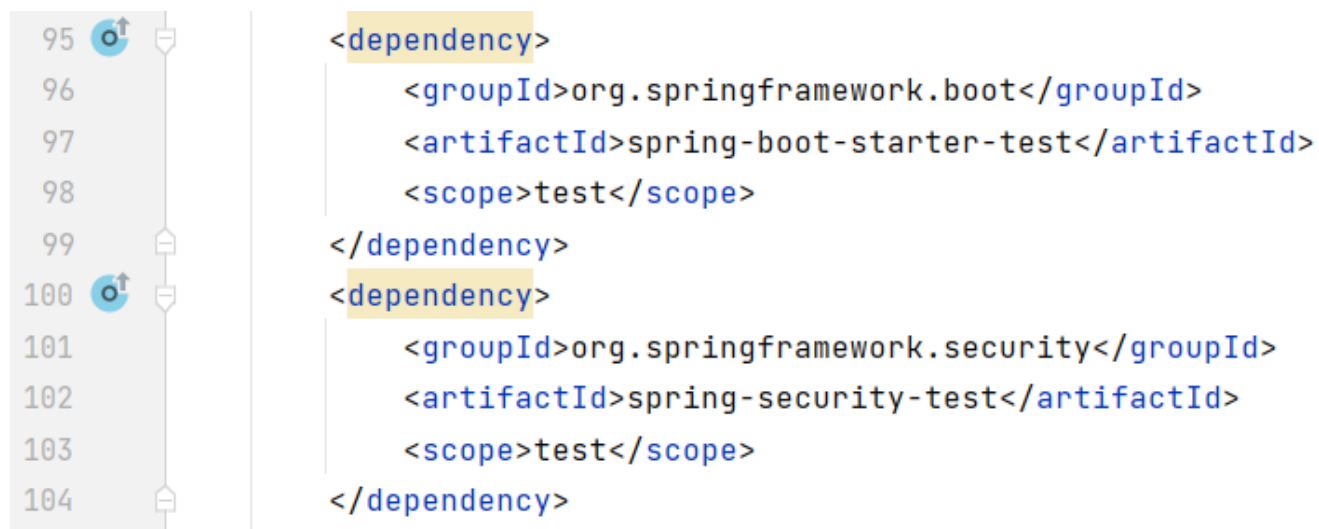 95 <dependency>
96 <groupId>org.springframework.boot</groupId>
97 <artifactId>spring-boot-starter-test</artifactId>
98 <scope>test</scope>
99 </dependency>
100 <dependency>
101 <groupId>org.springframework.security</groupId>
102 <artifactId>spring-security-test</artifactId>
103 <scope>test</scope>
104 </dependency>